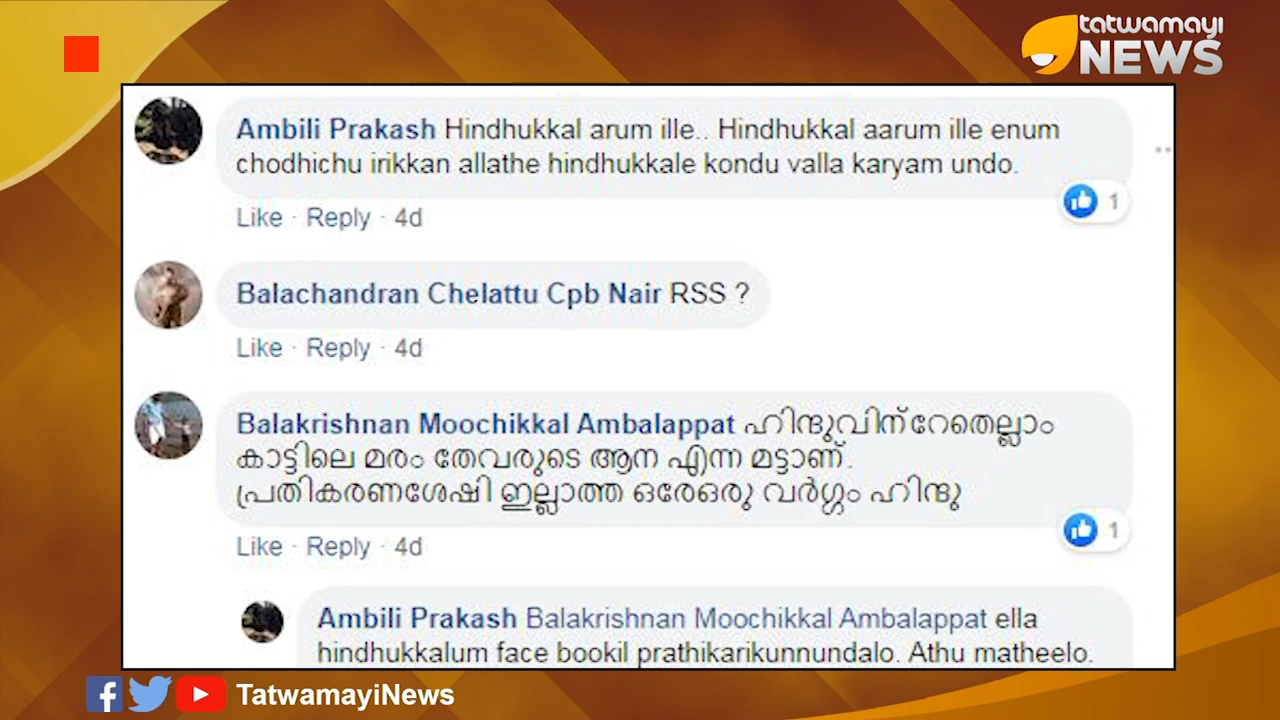 tatwamayi
NEWS
Ambili Prakash Hindhukkal arum ille.. Hindhukkal aarum ille enum
chodhichu irikkan allathe hindhukkale kondu valla karyam undo.
1
Like · Reply · 4d
Balachandran Chelattu Cpb Nair RSS ?
Like · Reply · 4d
Balakrishnan Moochikkal Ambalappat ഹിന്ദുവിന്റേതെല്ലാം
കാട്ടിലെ മരം തേവരുടെ ആന എന്ന മട്ടാണ്.
പ്രതികരണശേഷി ഇല്ലാത്ത ഒരേഒരു വർഗ്ഗം ഹിന്ദു
1
Like · Reply · 4d
Ambili Prakash Balakrishnan Moochikkal Ambalappat ella
hindhukkalum face bookil prathikarikunnundalo. Athu matheelo.
TatwamayiNews